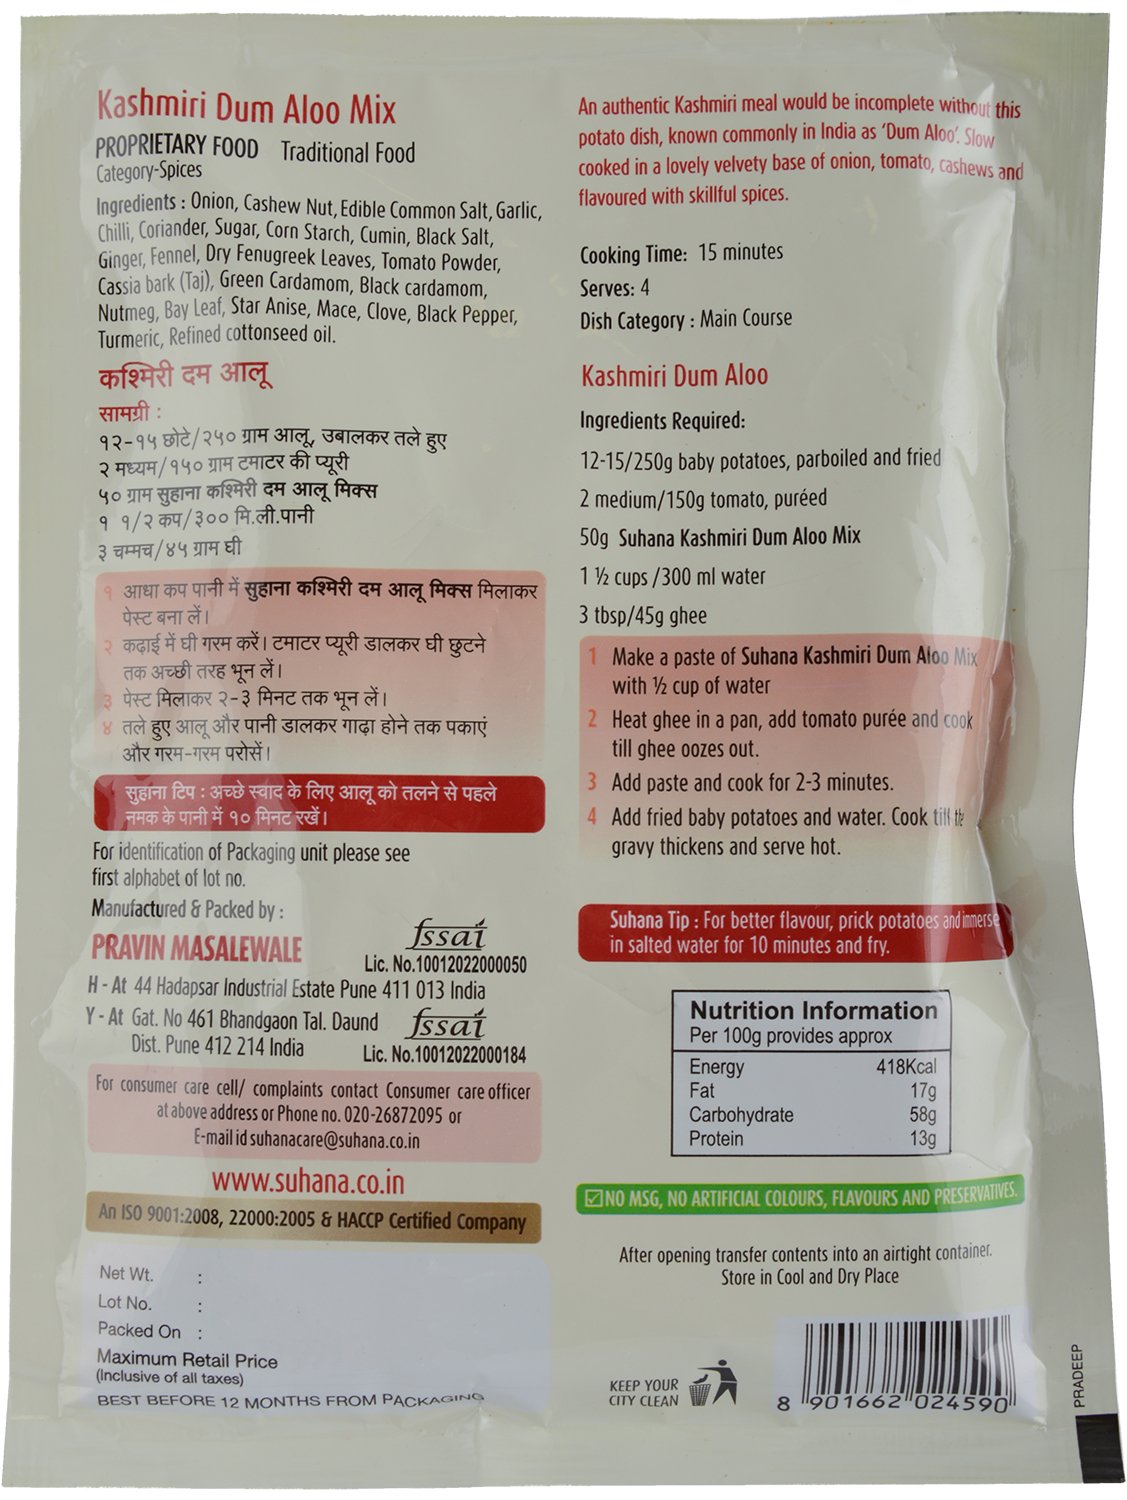 Kashmiri Dum Aloo Mix
PROPRIETARY FOOD Traditional Food
Category-Spices
Ingredients : Onion, Cashew Nut, Edible Common Salt, Garlic,
Chilli, Coriander, Sugar, Corn Starch, Cumin, Black Salt,
Ginger, Fennel, Dry Fenugreek Leaves, Tomato Powder,
Cassia bark (Taj), Green Cardamom, Black cardamom,
Nutmeg, Bay Leaf, Star Anise, Mace, Clove, Black Pepper,
Turmeric, Refined cottonseed oil.
कश्मिरी दम आलू
सामग्री :
१२-१५ छोटे/२५० ग्राम आलू, उबालकर तले हुए
२ मध्यम/१५० ग्राम टमाटर की प्यूरी
५० ग्राम सुहाना कश्मिरी दम आलू मिक्स
१ १/२ कप/३०० मि.ली.पानी
३ चम्मच/४५ ग्राम घी
१ आधा कप पानी में सुहाना कश्मिरी दम आलू मिक्स मिलाकर
पेस्ट बना लें।
२ कढ़ाई में घी गरम करें। टमाटर प्यूरी डालकर घी छुटने
तक अच्छी तरह भून लें।
३ पेस्ट मिलाकर २-३ मिनट तक भून लें।
४ तले हुए आलू और पानी डालकर गाढ़ा होने तक पकाएं
और गरम-गरम परोसें।
सुहाना टिप : अच्छे स्वाद के लिए आलू को तलने से पहले
नमक के पानी में १० मिनट रखें।
For identification of Packaging unit please see
first alphabet of lot no.
Manufactured & Packed by :
PRAVIN MASALEWALE
fssai
Lic. No.10012022000050
H - At 44 Hadapsar Industrial Estate Pune 411 013 India
Y - At Gat. No 461 Bhandgaon Tal. Daund
Dist. Pune 412 214 India
fssai
Lic. No.10012022000184
For consumer care cell/ complaints contact Consumer care officer
at above address or Phone no. 020-26872095 or
E-mail id suhanacare@suhana.co.in
www.suhana.co.in
An ISO 9001:2008, 22000:2005 & HACCP Certified Company
Net Wt. :
Lot No. :
Packed On :
Maximum Retail Price
(Inclusive of all taxes)
BEST BEFORE 12 MONTHS FROM PACKAGING
An authentic Kashmiri meal would be incomplete without this
potato dish, known commonly in India as 'Dum Aloo'. Slow
cooked in a lovely velvety base of onion, tomato, cashews and
flavoured with skillful spices.
Cooking Time: 15 minutes
Serves: 4
Dish Category : Main Course
Kashmiri Dum Aloo
Ingredients Required:
12-15/250g baby potatoes, parboiled and fried
2 medium/150g tomato, puréed
50g Suhana Kashmiri Dum Aloo Mix
1 ½ cups /300 ml water
3 tbsp/45g ghee
1 Make a paste of Suhana Kashmiri Dum Aloo Mix
with ½ cup of water
2 Heat ghee in a pan, add tomato purée and cook
till ghee oozes out.
3 Add paste and cook for 2-3 minutes.
4 Add fried baby potatoes and water. Cook till the
gravy thickens and serve hot.
Suhana Tip : For better flavour, prick potatoes and immerse
in salted water for 10 minutes and fry.
Nutrition Information
Per 100g provides approx
Energy 418Kcal
Fat 17g
Carbohydrate 58g
Protein 13g
NO MSG, NO ARTIFICIAL COLOURS, FLAVOURS AND PRESERVATIVES.
After opening transfer contents into an airtight container.
Store in Cool and Dry Place
KEEP YOUR
CITY CLEAN
8 901662 024590
PRADEEP